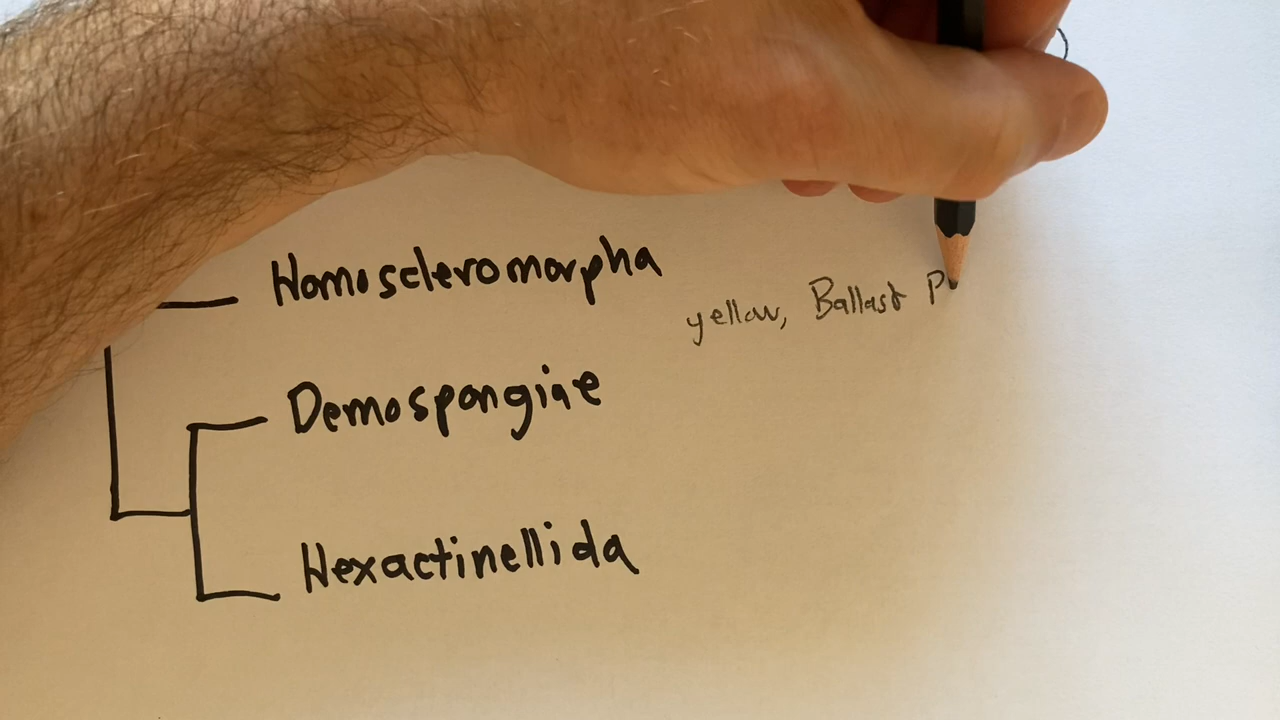 Homoscleromorpha
yellow, Ballast P
Demospongiae
Hexactinellida